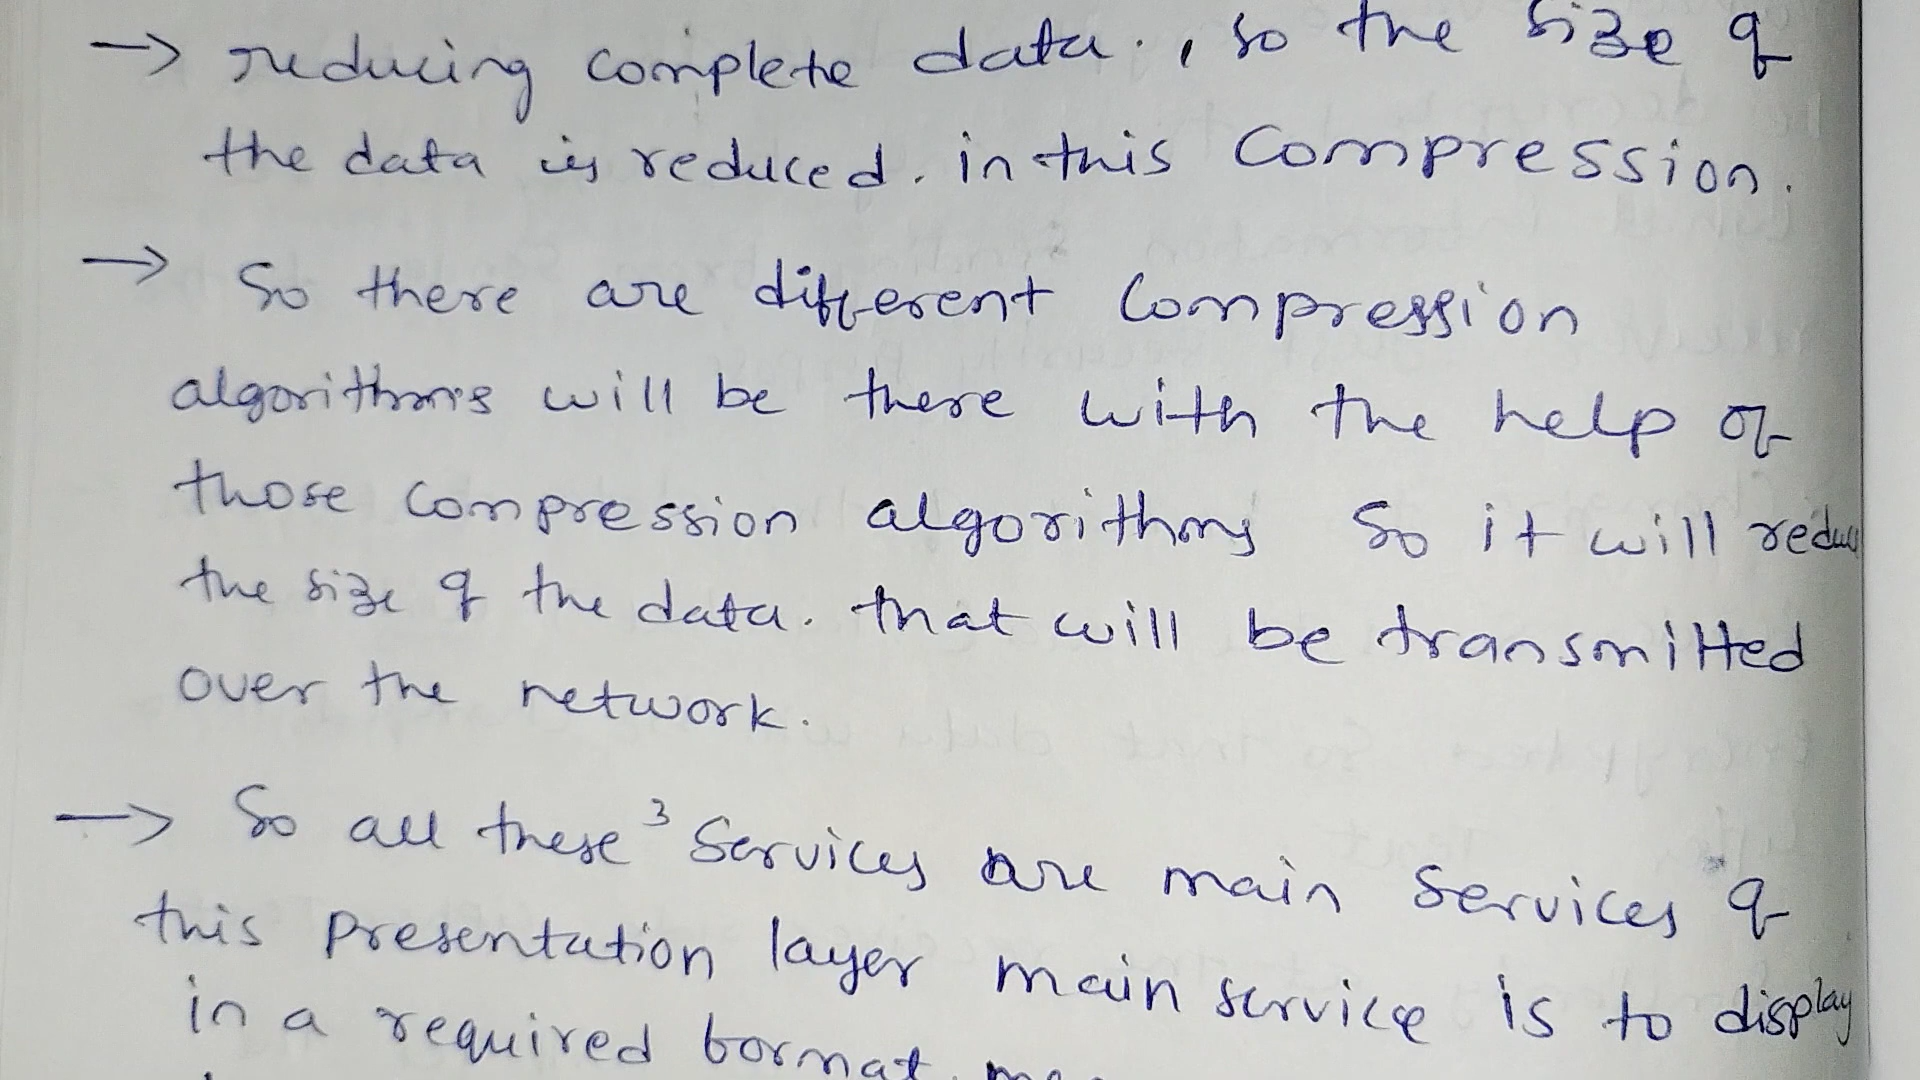 → reducing complete data., so the size of
the data is reduced. in this Compression.
→ So there are different Compression
algorithms will be there with the help of
those Compression algorithms So it will reduce
the size of the data. that will be transmitted
over the network.
→ So all these 3 Services are main Services of
this Presentation layer main service is to display
in a required format.